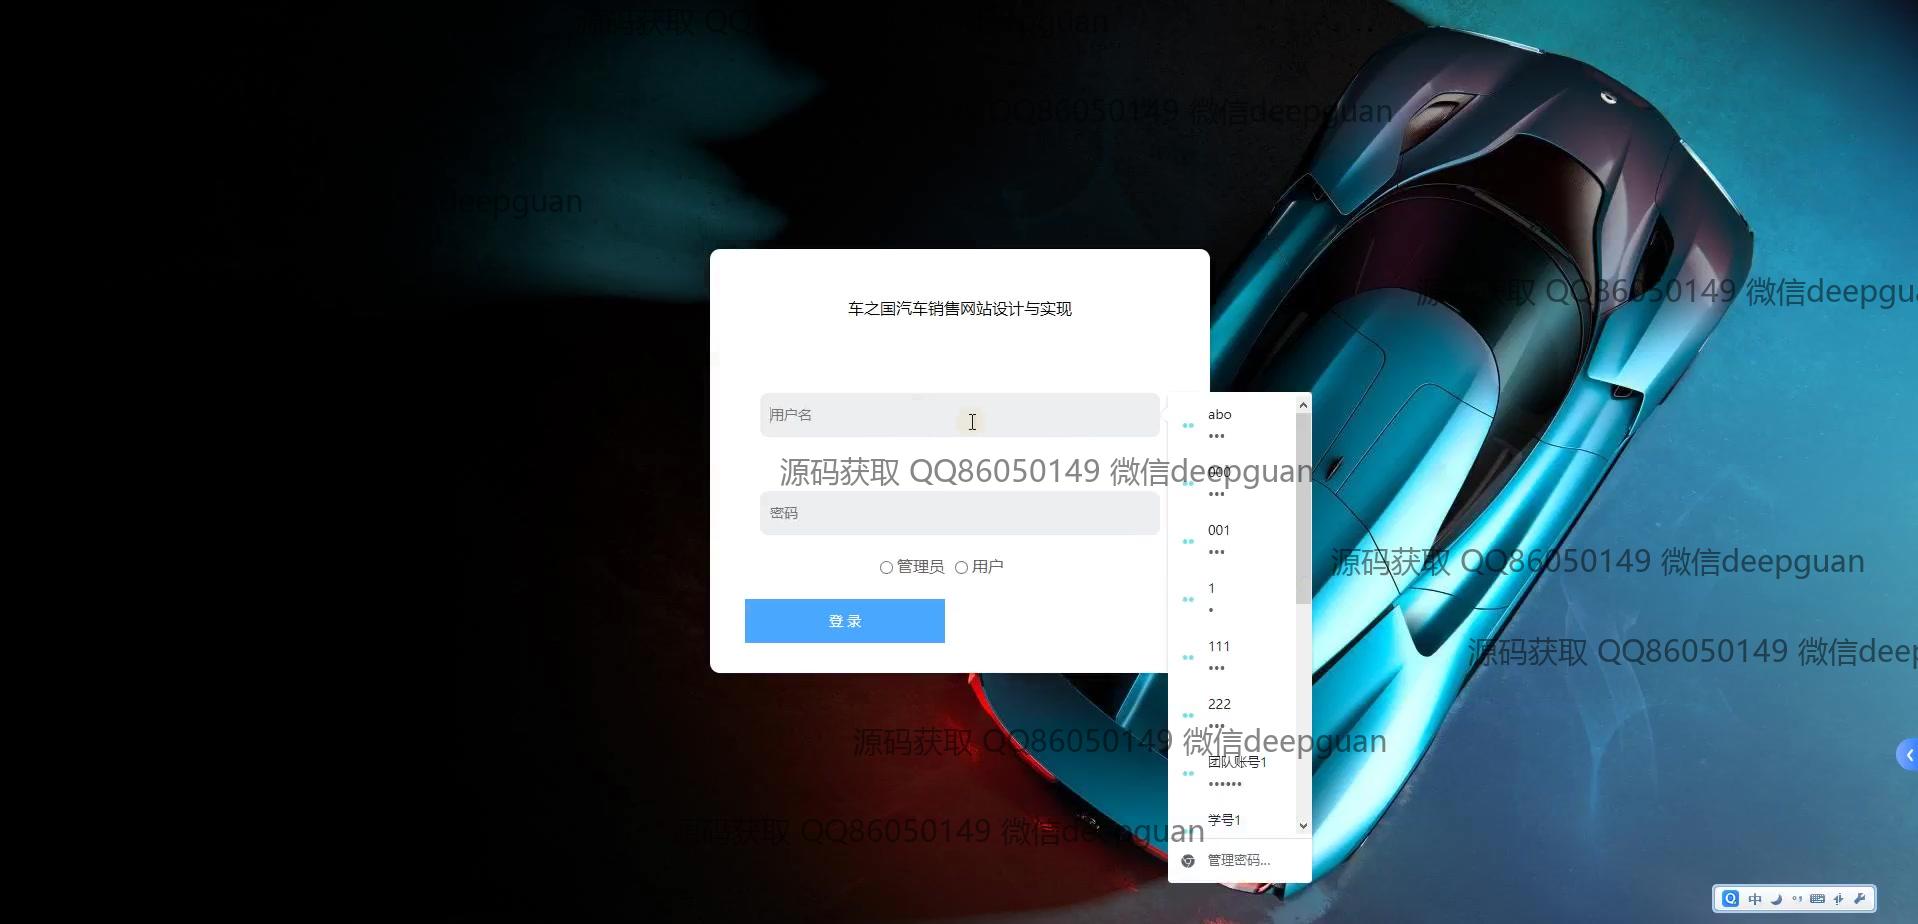 源码获取 QQ
deepguan
QQ86050149 微信deepguan
deepguan
源码获取 QQ86050149 微信deepgua
车之国汽车销售网站设计与实现
用户名
源码获取 QQ86050149 微信deepguan
密码
管理员
用户
登录
abo
•••
000
•••
001
•••
1
•
111
•••
222
•••
团队账号1
••••••
学号1
管理密码...
源码获取 QQ86050149 微信deepguan
源码获取 QQ86050149 微信deep
源码获取 QQ86050149 微信deepguan
源码获取 QQ86050149 微信deepguan
中